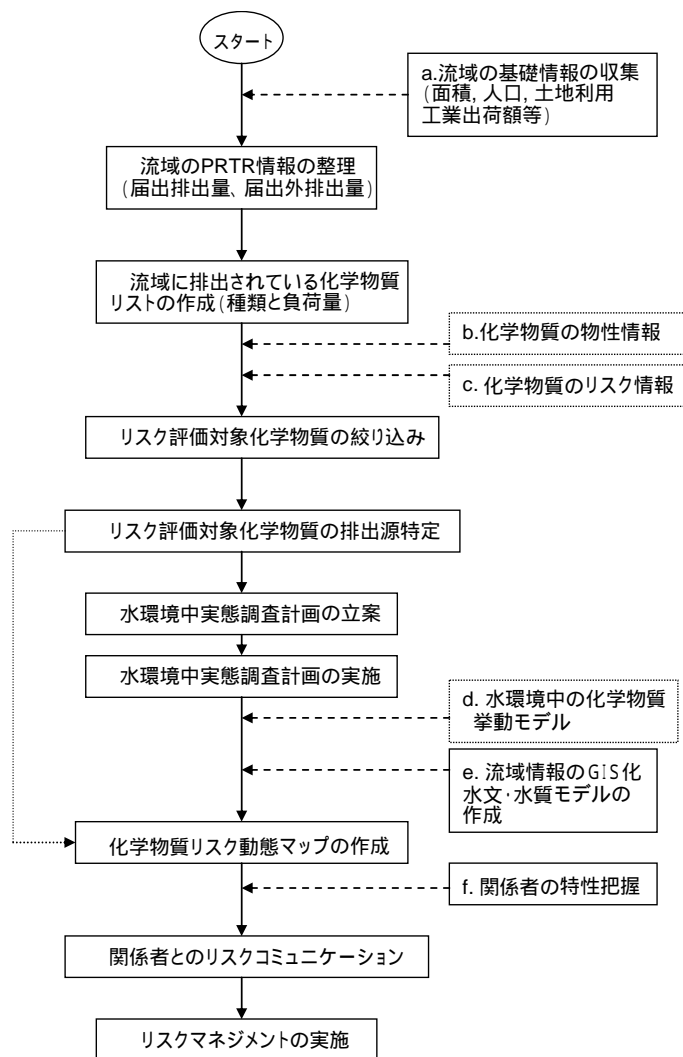 スタート
a.流域の基礎情報の収集
(面積, 人口, 土地利用
工業出荷額等)
流域のPRTR情報の整理
(届出排出量、届出外排出量)
流域に排出されている化学物質
リストの作成(種類と負荷量)
b.化学物質の物性情報
c. 化学物質のリスク情報
リスク評価対象化学物質の絞り込み
リスク評価対象化学物質の排出源特定
水環境中実態調査計画の立案
水環境中実態調査計画の実施
d. 水環境中の化学物質
挙動モデル
e. 流域情報のGIS化
水文・水質モデルの
作成
化学物質リスク動態マップの作成
f. 関係者の特性把握
関係者とのリスクコミュニケーション
リスクマネジメントの実施